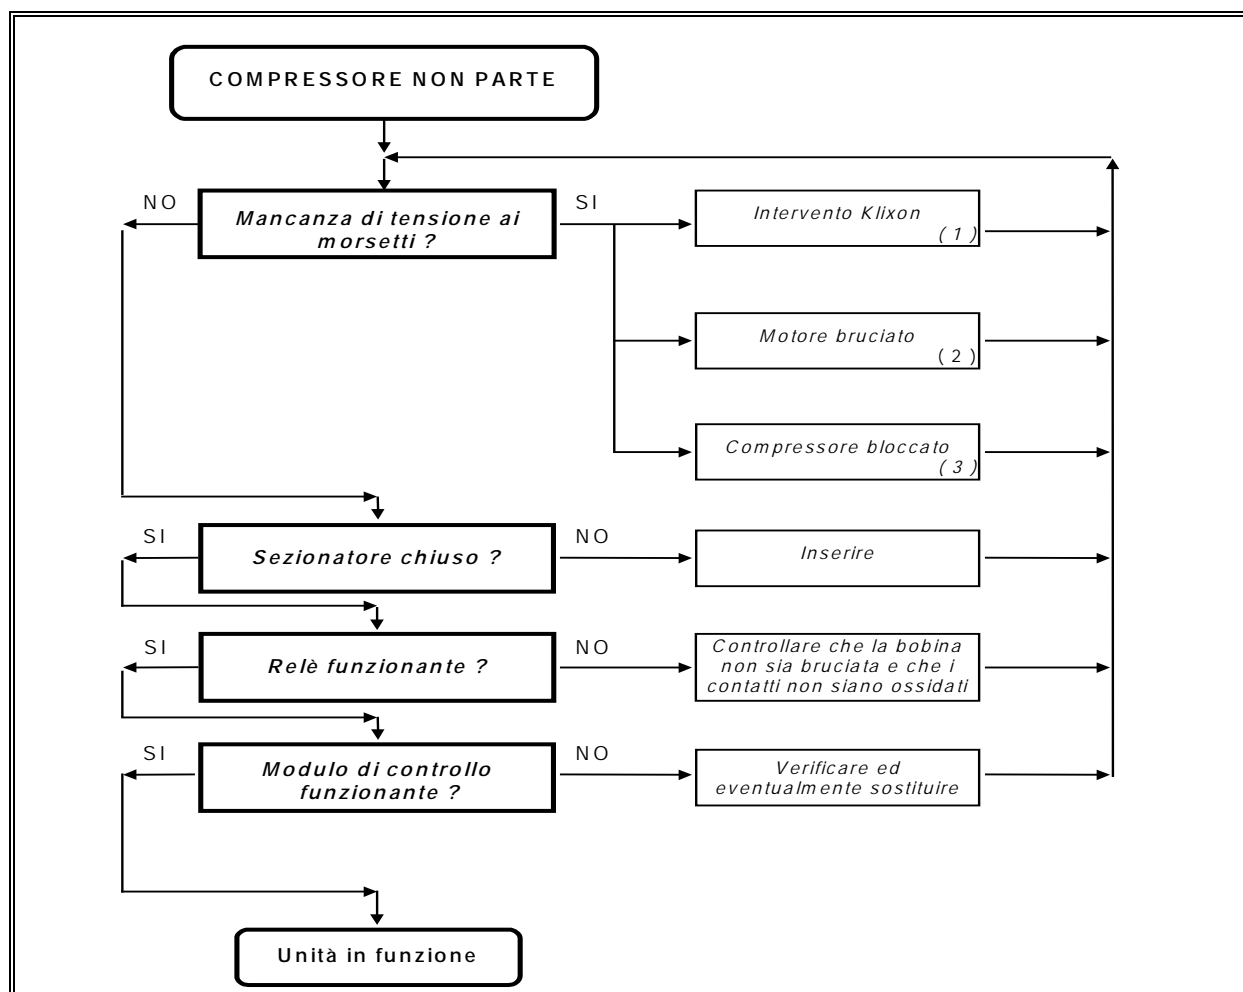 COMPRESSORE NON PARTE
NO
Mancanza di tensione ai
morsetti ?
SI
Intervento Klixon
(1)
Motore bruciato
(2)
Compressore bloccato
(3)
SI
Sezionatore chiuso ?
NO
Inserire
SI
Relè funzionante ?
NO
Controllare che la bobina
non sia bruciata e che i
contatti non siano ossidati
SI
Modulo di controllo
funzionante ?
NO
Verificare ed
eventualmente sostituire
Unità in funzione